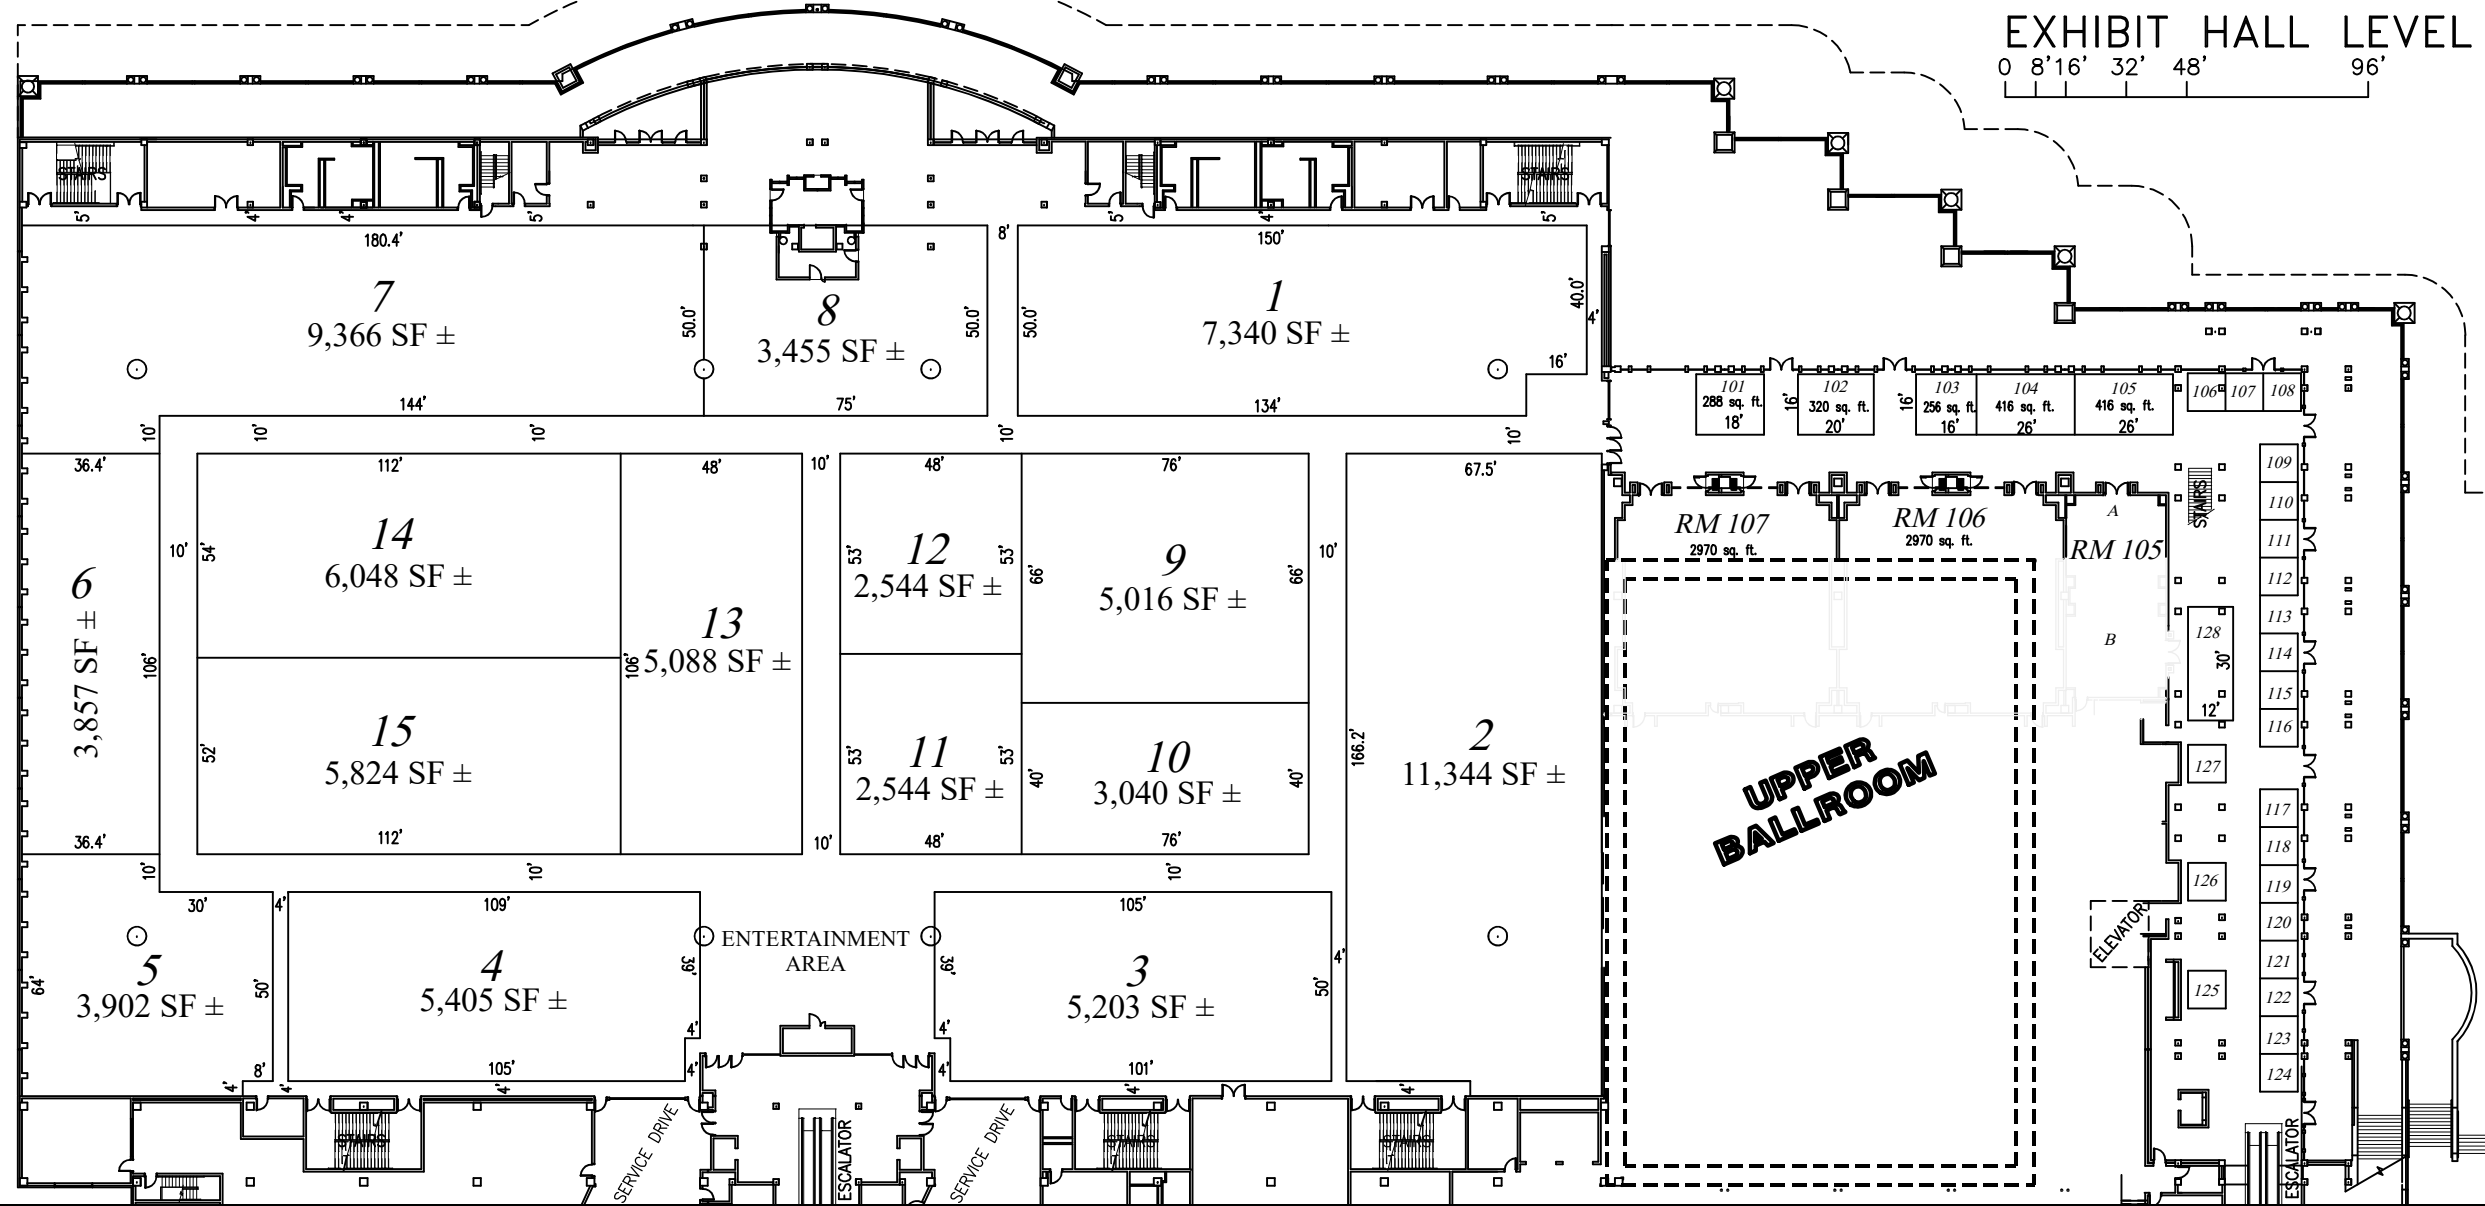 EXHIBIT HALL LEVEL
0 8' 16' 32' 48' 96'
STAIRS
STAIRS
5' 4' 4' 5' 5' 4' 5'
180.4' 8' 150'
7
9,366 SF ±
50.0'
8
3,455 SF ±
50.0' 50.0'
1
7,340 SF ±
40.0' 4'
16'
144' 75' 134'
10' 10' 10' 10' 10'
101
288 sq. ft.
18'
16'
102
320 sq. ft.
20'
16'
103
256 sq. ft.
16'
104
416 sq. ft.
26'
105
416 sq. ft.
26'
106 107 108
36.4' 112' 48' 10' 48' 76' 67.5'
6
3,857 SF ±
10'
106'
54'
14
6,048 SF ±
52'
15
5,824 SF ±
106'
13
5,088 SF ±
53' 53'
12
2,544 SF ±
66' 66'
9
5,016 SF ±
10'
53' 53'
11
2,544 SF ±
40' 40'
10
3,040 SF ±
166.2'
2
11,344 SF ±
36.4' 112' 10' 48' 76'
RM 107
2970 sq. ft.
RM 106
2970 sq. ft.
A
RM 105
B
UPPER
BALLROOM
STAIRS
109
110
111
112
113
114
115
116
128
30'
12'
127
117
118
126
119
120
121
125
122
123
124
ELEVATOR
10' 10' 10'
30' 4' 109' 105'
64'
5
3,902 SF ±
50'
8'
4' 4'
4
5,405 SF ±
39'
4'
4'
105'
4'
ENTERTAINMENT
AREA
39'
3
5,203 SF ±
50'
4'
4'
4'
101'
4' 4'
STAIRS
SERVICE DRIVE
ESCALATOR
SERVICE DRIVE
STAIRS
STAIRS
ESCALATOR